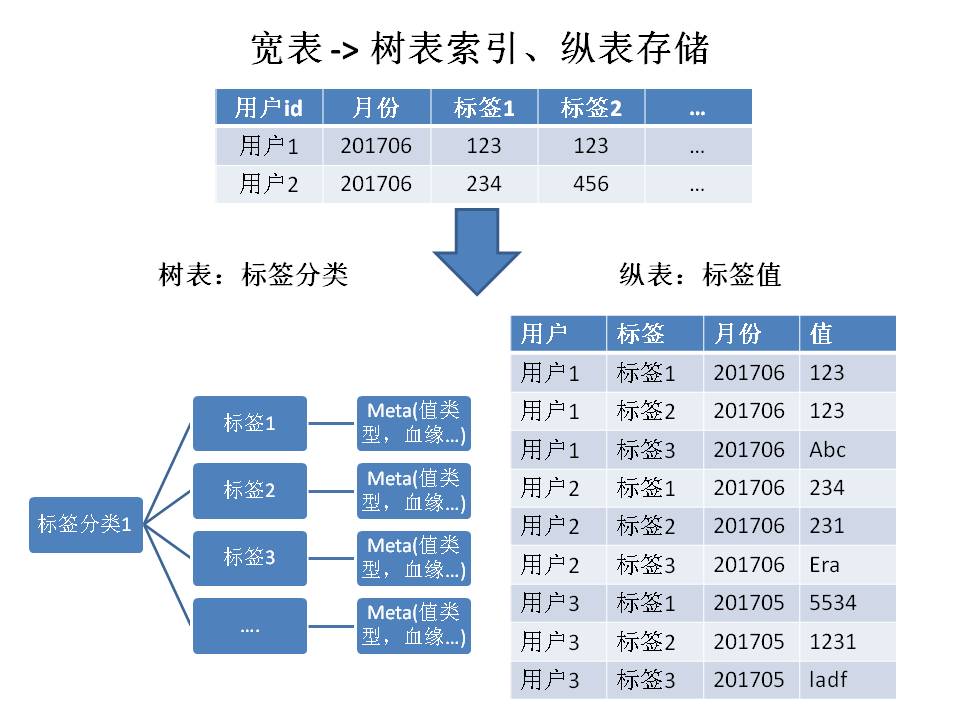 宽表 -> 树表索引、纵表存储
用户id 月份 标签1 标签2 …
用户1 201706 123 123 …
用户2 201706 234 456 …
树表：标签分类
标签分类1
标签1
Meta(值类
型，血缘…)
标签2
Meta(值类
型，血缘…)
标签3
Meta(值类
型，血缘…)
….
Meta(值类
型，血缘…)
纵表：标签值
用户 标签 月份 值
用户1 标签1 201706 123
用户1 标签2 201706 123
用户1 标签3 201706 Abc
用户2 标签1 201706 234
用户2 标签2 201706 231
用户2 标签3 201706 Era
用户3 标签1 201705 5534
用户3 标签2 201705 1231
用户3 标签3 201705 ladf